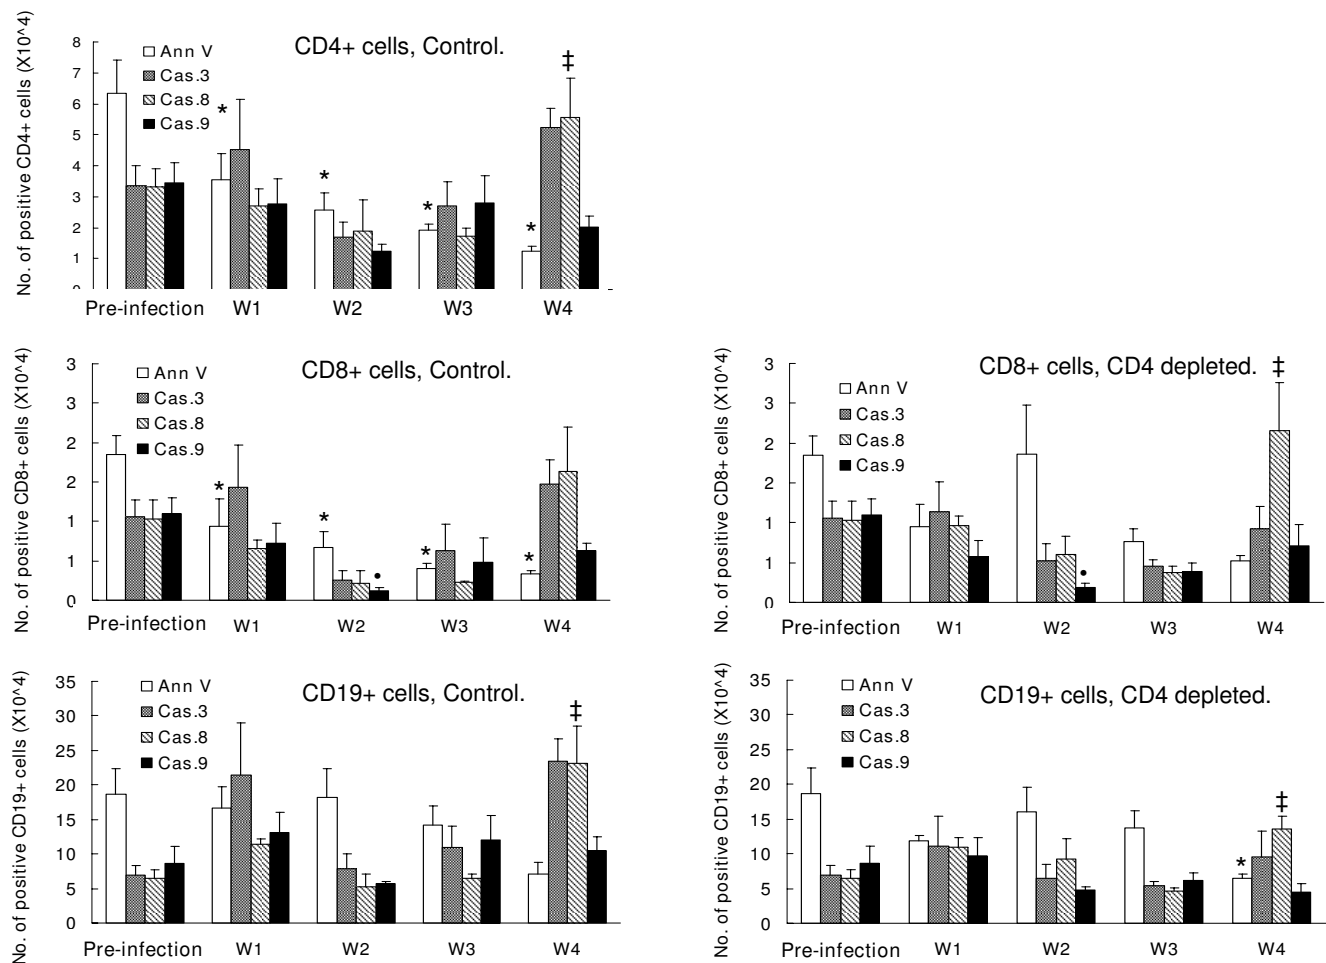 CD4+ cells, Control.
No. of positive CD4+ cells (X10^4)
Ann V
Cas.3
Cas.8
Cas.9
8
7
6
5
4
3
2
1
0
*
*
*
*
‡
Pre-infection W1 W2 W3 W4
CD8+ cells, Control.
No. of positive CD8+ cells (X10^4)
Ann V
Cas.3
Cas.8
Cas.9
3
3
2
2
1
1
0
*
*
•
*
*
Pre-infection W1 W2 W3 W4
CD8+ cells, CD4 depleted.
No. of positive CD8+ cells (X10^4)
Ann V
Cas.3
Cas.8
Cas.9
3
3
2
2
1
1
0
•
‡
Pre-infection W1 W2 W3 W4
CD19+ cells, Control.
No. of positive CD19+ cells (X10^4)
Ann V
Cas.3
Cas.8
Cas.9
35
30
25
20
15
10
5
0
‡
Pre-infection W1 W2 W3 W4
CD19+ cells, CD4 depleted.
No. of positive CD19+ cells (X10^4)
Ann V
Cas.3
Cas.8
Cas.9
35
30
25
20
15
10
5
0
*
‡
Pre-infection W1 W2 W3 W4